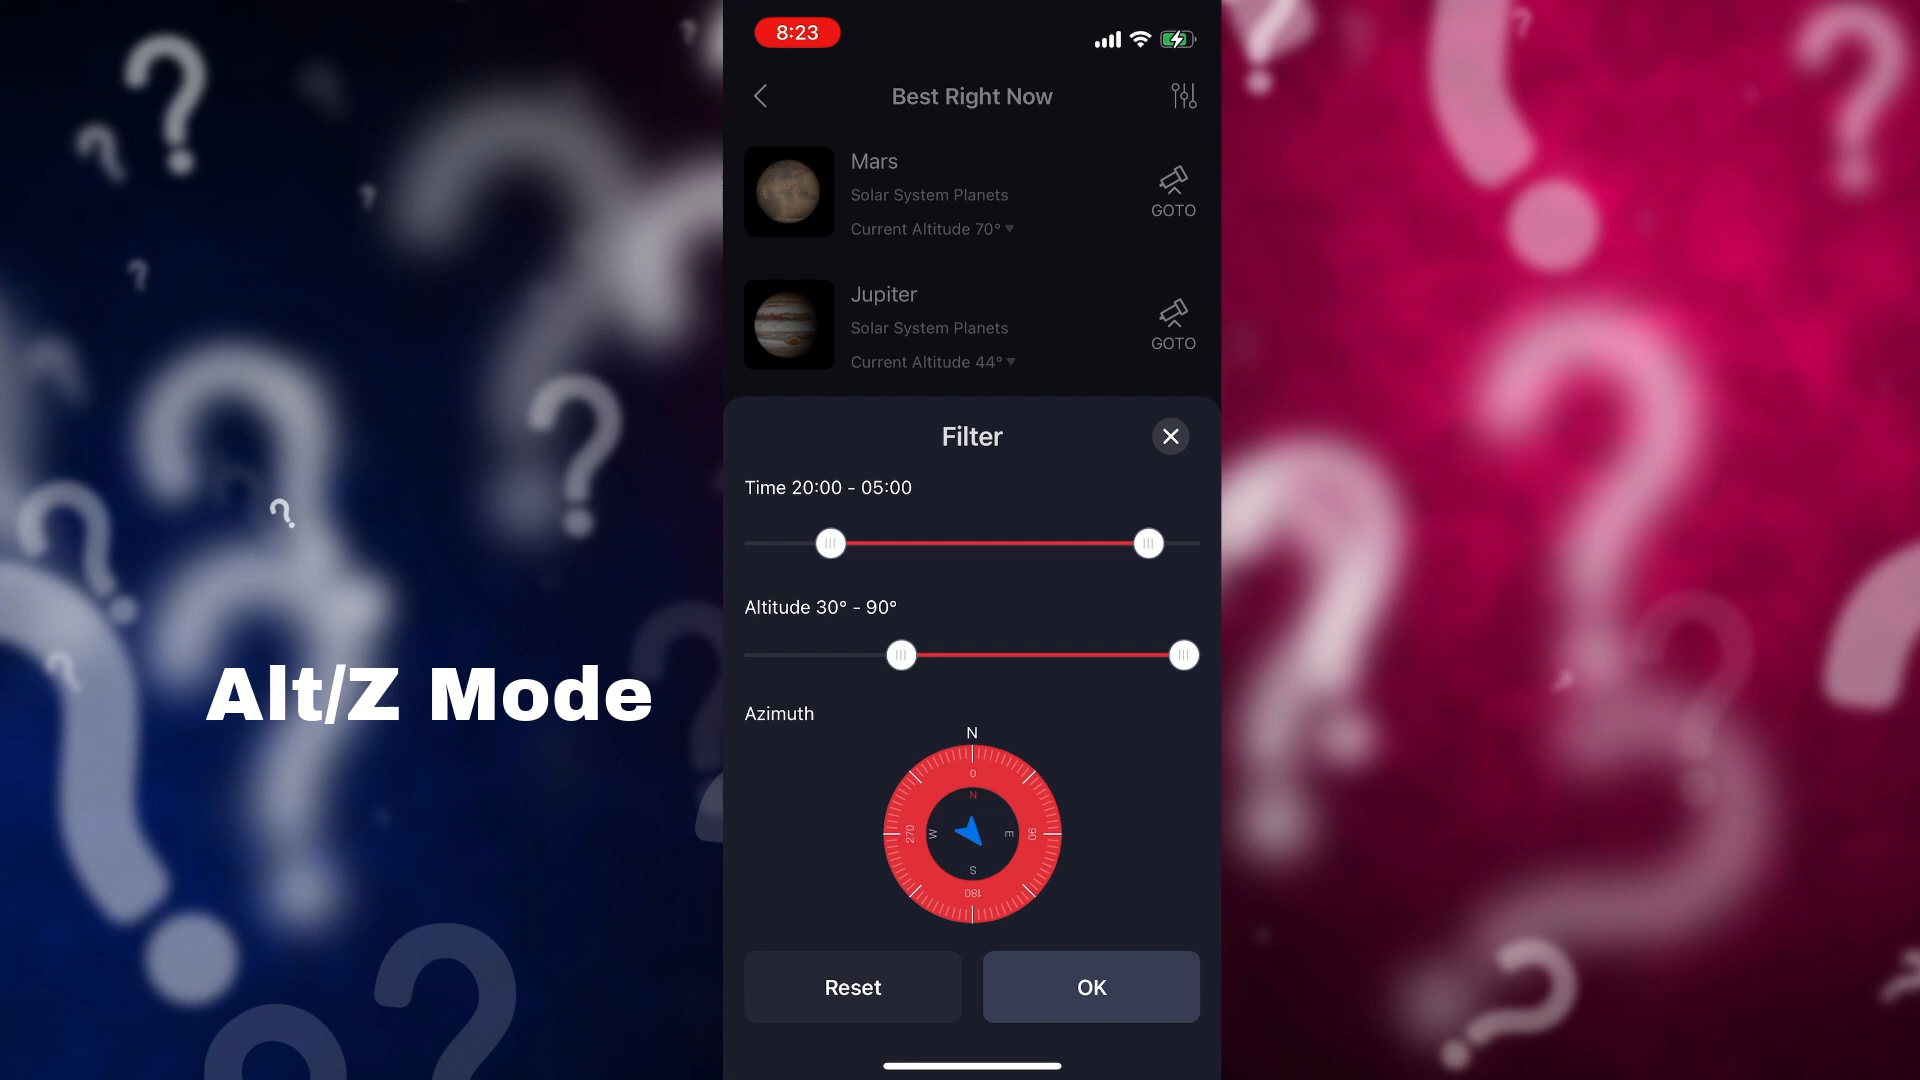 8:23
Best Right Now
Mars
Solar System Planets
Current Altitude 70°
GOTO
Jupiter
Solar System Planets
Current Altitude 44°
GOTO
Filter
Time 20:00 - 05:00
Altitude 30° - 90°
Alt/Z Mode
Azimuth
N
0
N
270
W
E
90
S
180
Reset
OK